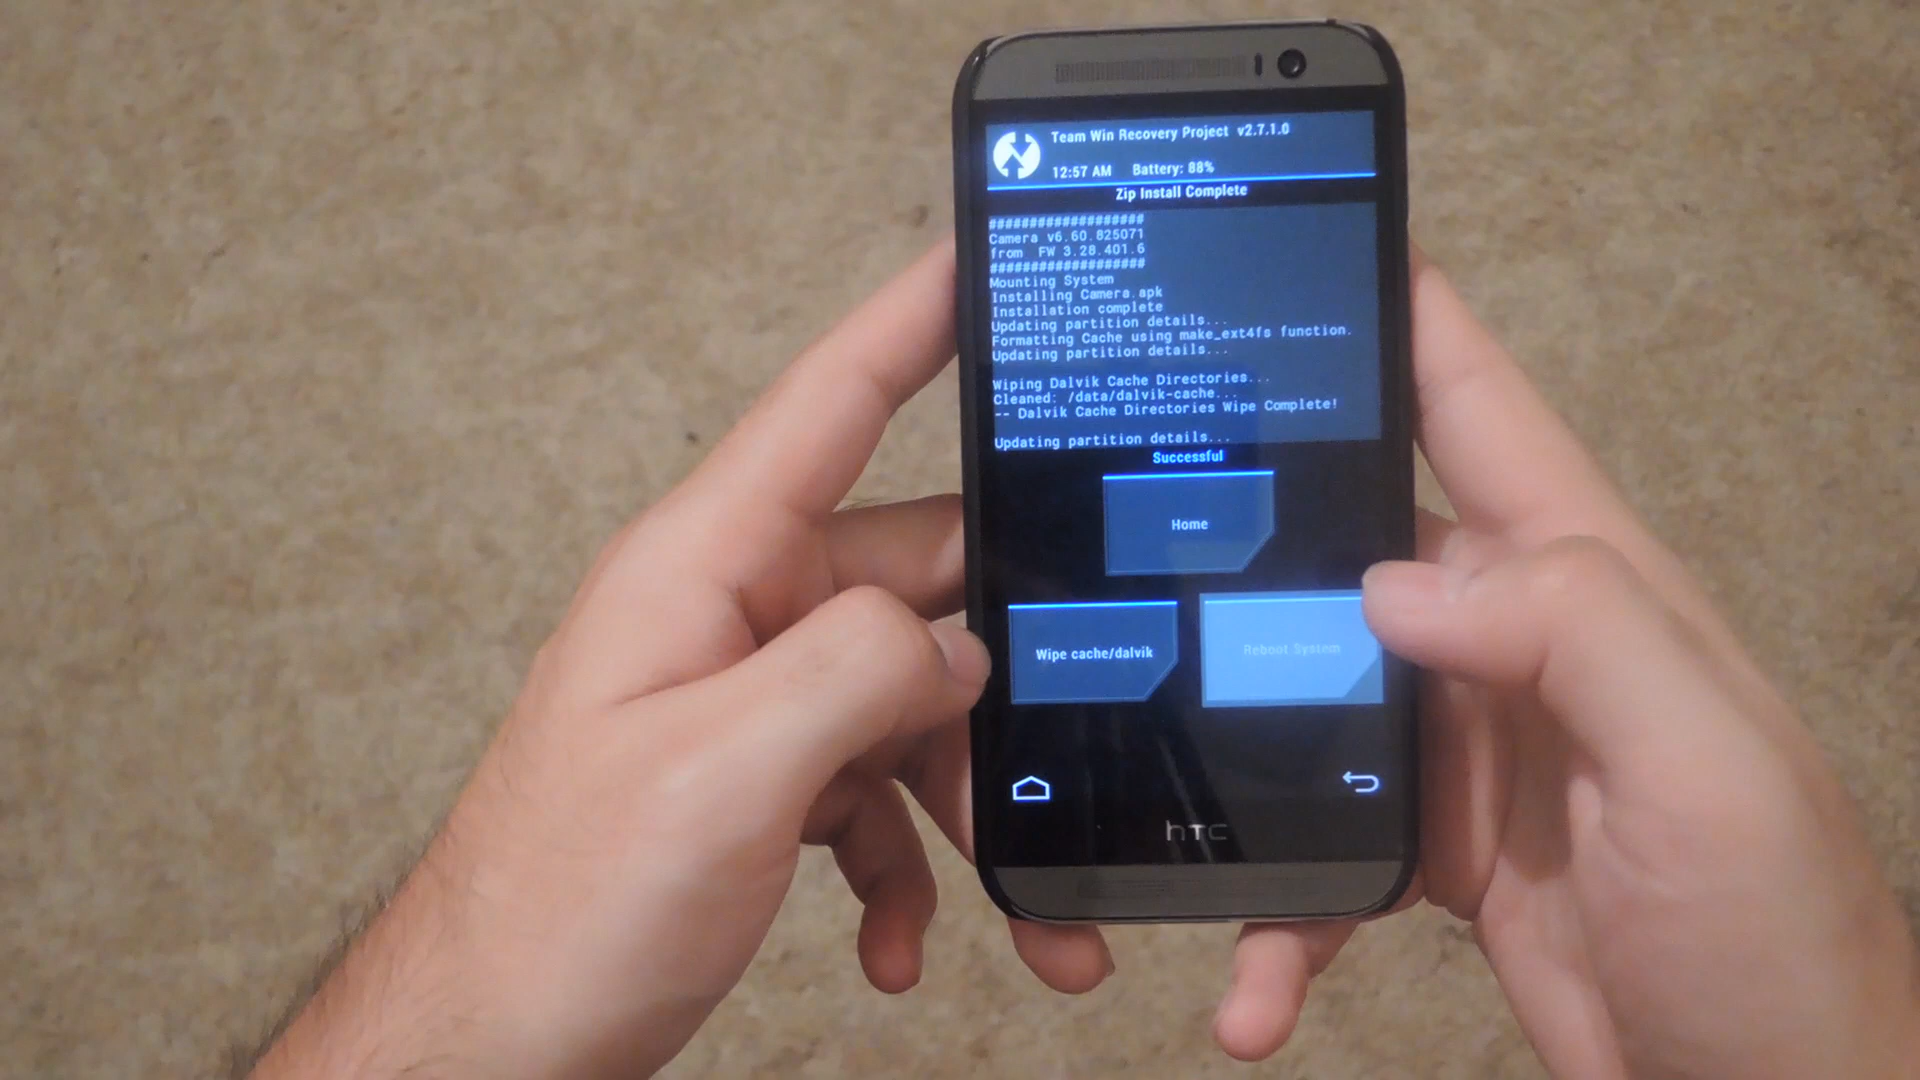 Team Win Recovery Project v2.7.1.0
12:57 AM Battery: 88%
Zip Install Complete
###################
Camera v6.60.825071
from FW 3.28.401.6
###################
Mounting System
Installing Camera.apk
Installation complete
Updating partition details...
Formatting Cache using make_ext4fs function.
Updating partition details...
Wiping Dalvik Cache Directories...
Cleaned: /data/dalvik-cache...
-- Dalvik Cache Directories Wipe Complete!
Updating partition details...
Successful
Home
Wipe cache/dalvik
Reboot System
hTC